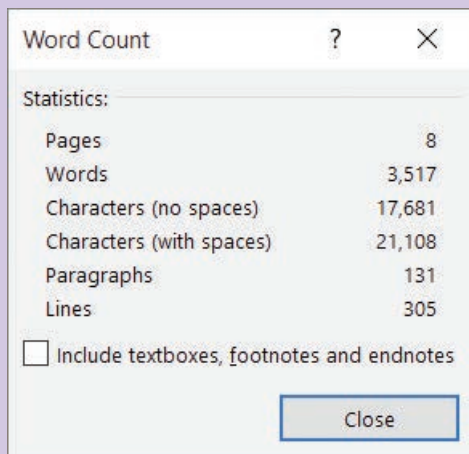 Word Count ? ×
Statistics:
Pages 8
Words 3,517
Characters (no spaces) 17,681
Characters (with spaces) 21,108
Paragraphs 131
Lines 305
Include textboxes, footnotes and endnotes
Close